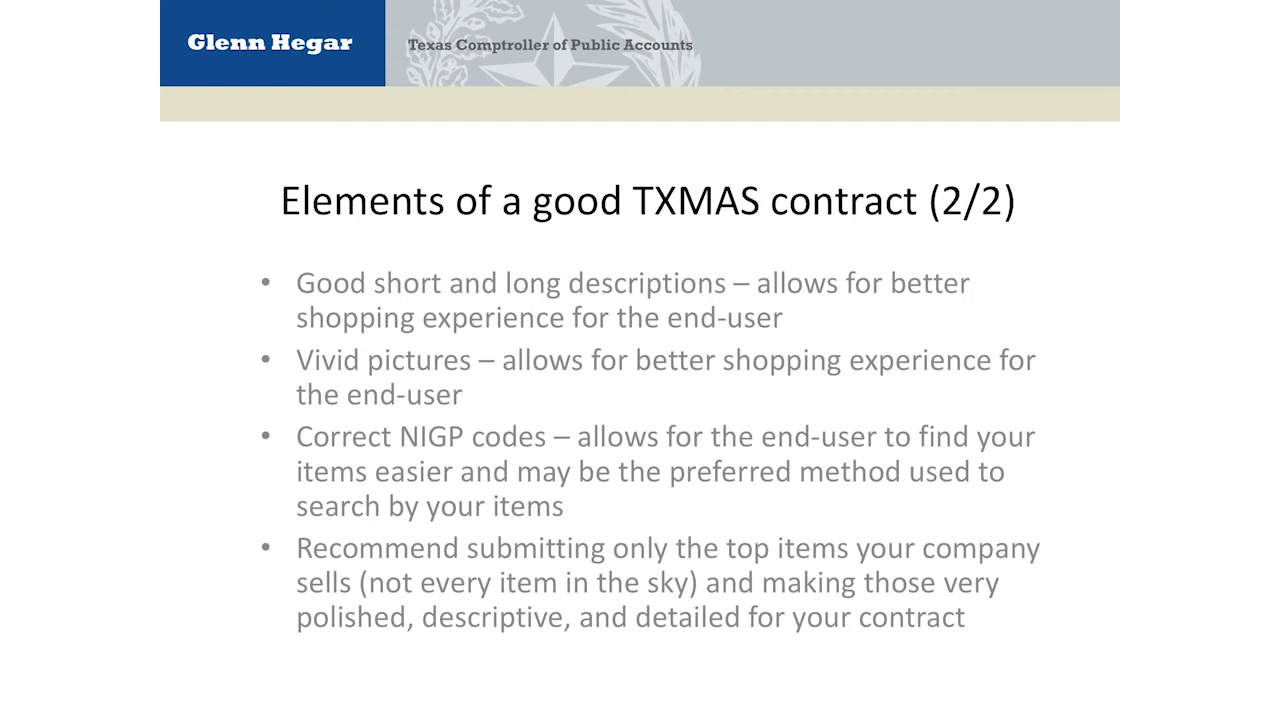 Glenn Hegar
Texas Comptroller of Public Accounts
Elements of a good TXMAS contract (2/2)
• Good short and long descriptions – allows for better
shopping experience for the end-user
• Vivid pictures – allows for better shopping experience for
the end-user
• Correct NIGP codes – allows for the end-user to find your
items easier and may be the preferred method used to
search by your items
• Recommend submitting only the top items your company
sells (not every item in the sky) and making those very
polished, descriptive, and detailed for your contract